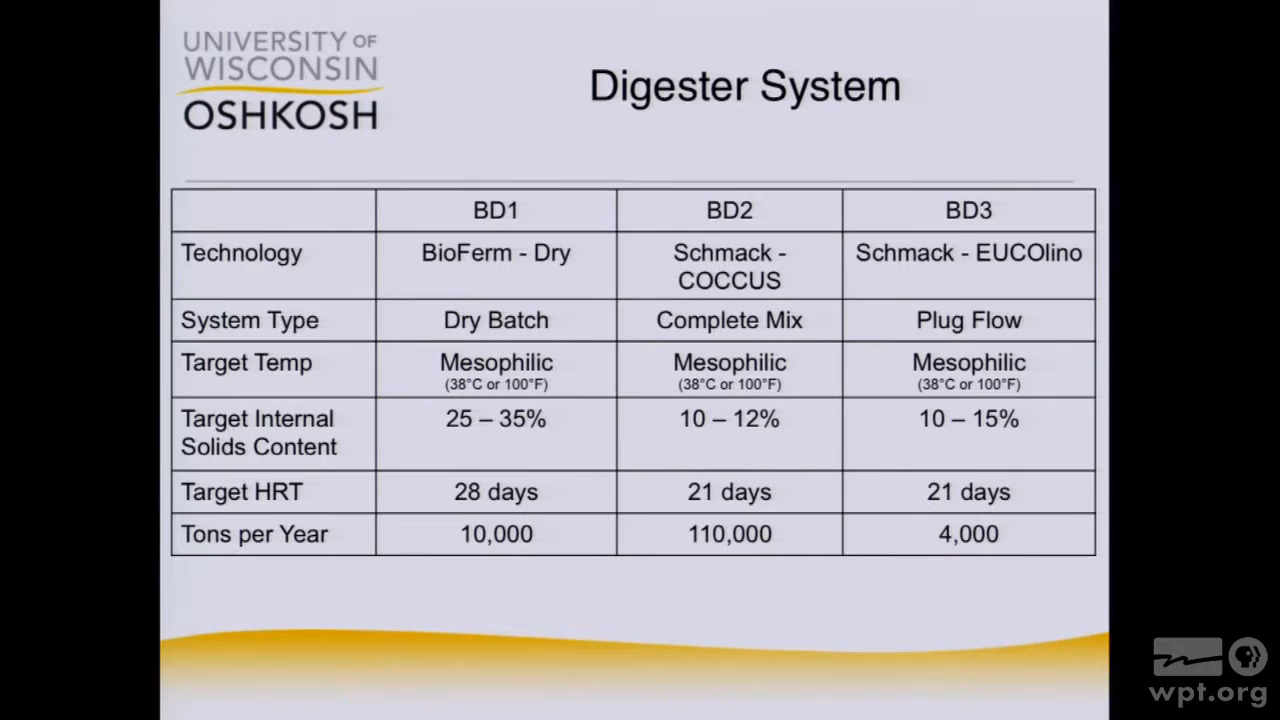 UNIVERSITY OF
WISCONSIN
OSHKOSH
Digester System
BD1 BD2 BD3
Technology BioFerm - Dry Schmack - COCCUS Schmack - EUCOlino
System Type Dry Batch Complete Mix Plug Flow
Target Temp Mesophilic (38°C or 100°F) Mesophilic (38°C or 100°F) Mesophilic (38°C or 100°F)
Target Internal Solids Content 25 – 35% 10 – 12% 10 – 15%
Target HRT 28 days 21 days 21 days
Tons per Year 10,000 110,000 4,000
wpt.org